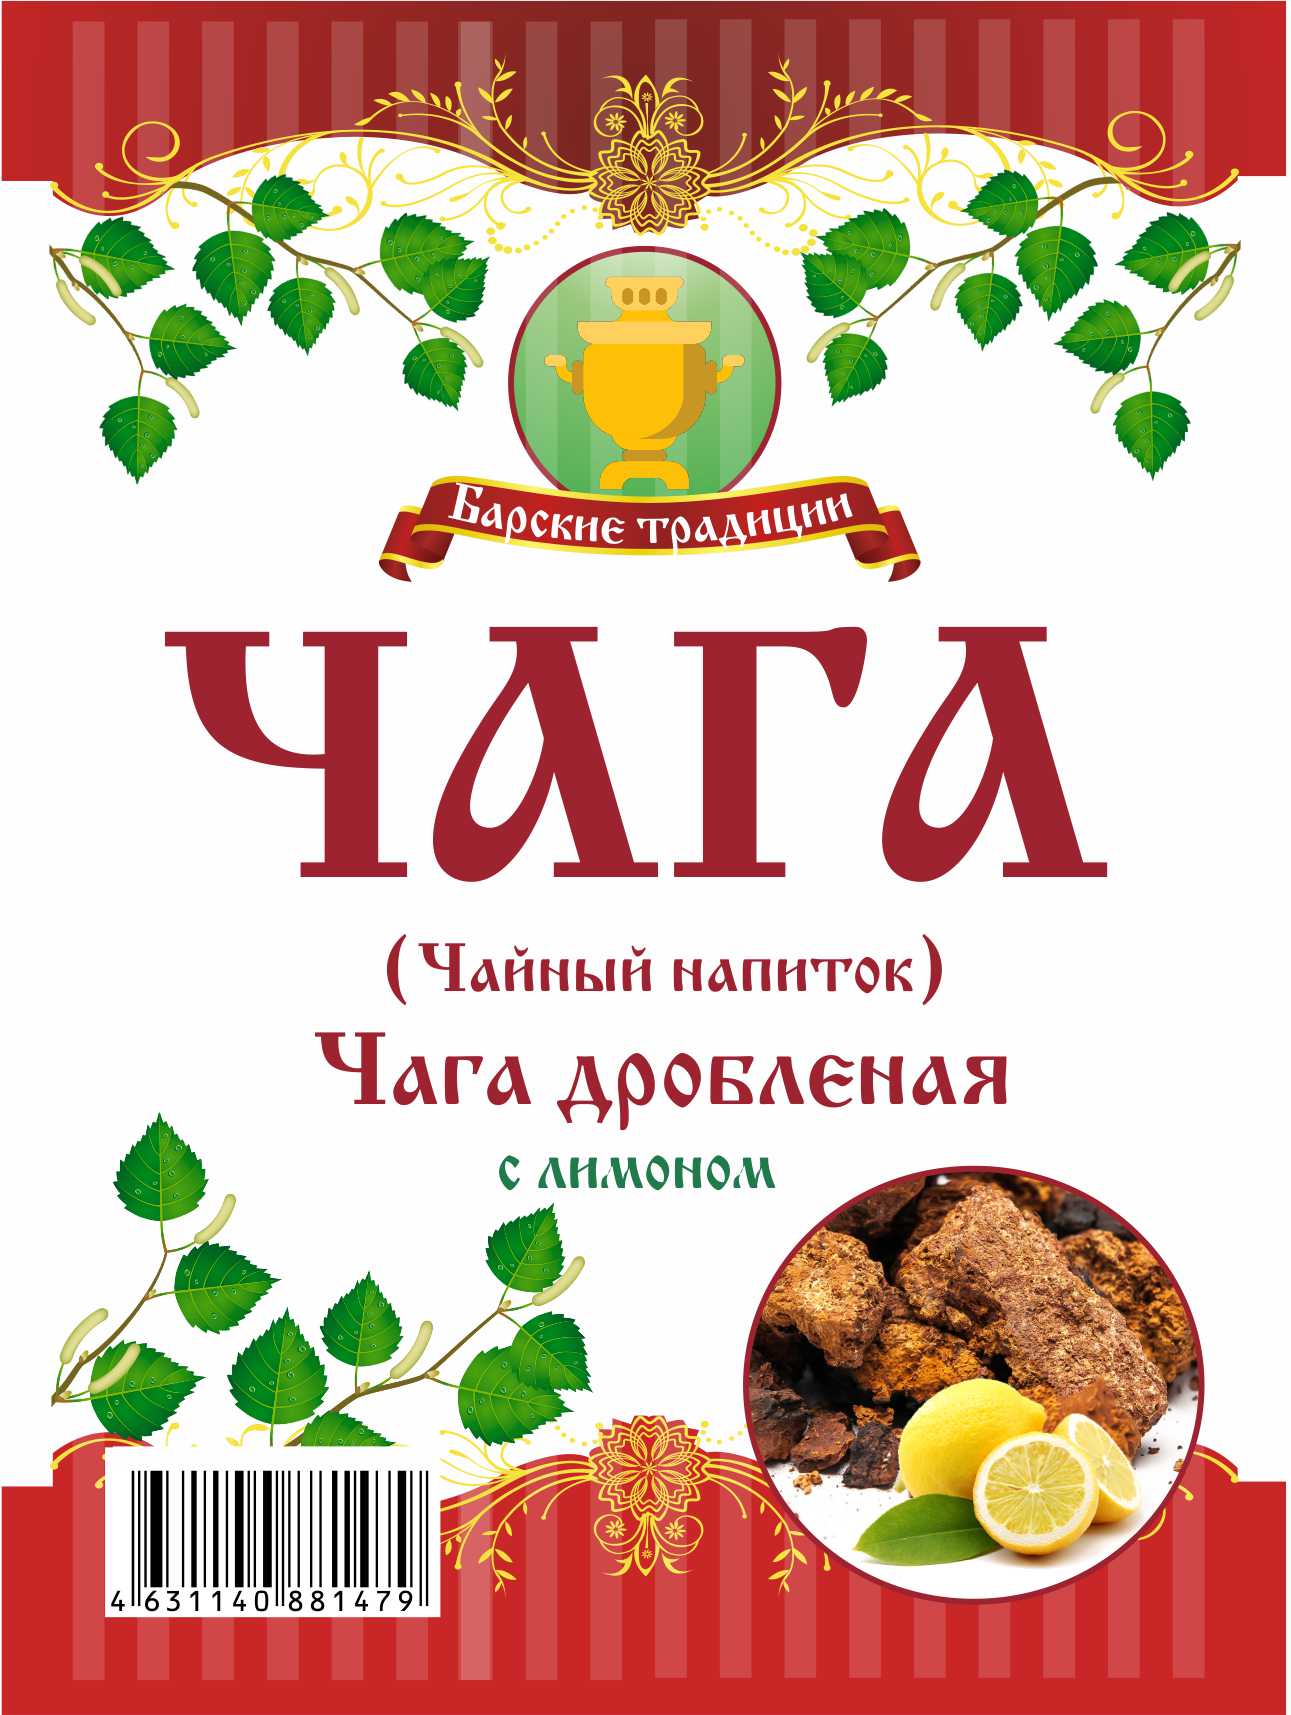 Барские традиции
ЧАГА
(Чайный напиток)
Чага дробленая
с лимоном
4 631140 881479